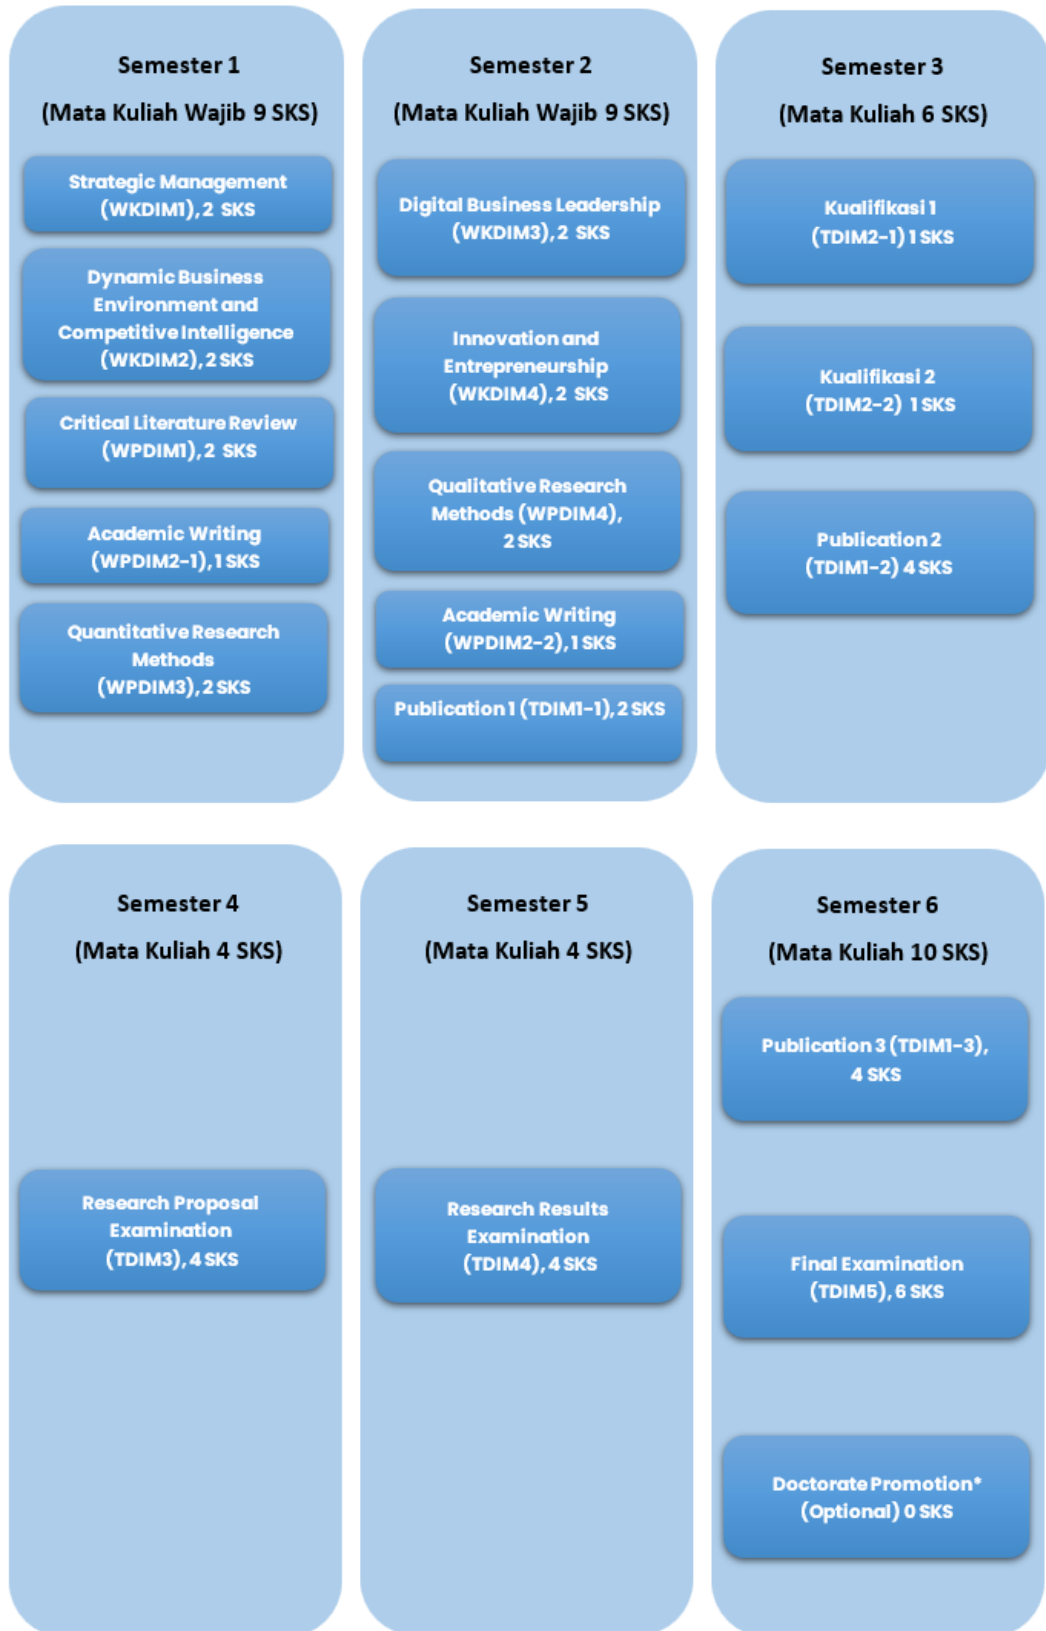 Semester 1
(Mata Kuliah Wajib 9 SKS)
Strategic Management
(WKDIM1), 2 SKS
Dynamic Business
Environment and
Competitive Intelligence
(WKDIM2), 2 SKS
Critical Literature Review
(WPDIM1), 2 SKS
Academic Writing
(WPDIM2-1), 1 SKS
Quantitative Research
Methods
(WPDIM3), 2 SKS
Semester 2
(Mata Kuliah Wajib 9 SKS)
Digital Business Leadership
(WKDIM3), 2 SKS
Innovation and
Entrepreneurship
(WKDIM4), 2 SKS
Qualitative Research
Methods (WPDIM4),
2 SKS
Academic Writing
(WPDIM2-2), 1 SKS
Publication 1 (TDIM1-1), 2 SKS
Semester 3
(Mata Kuliah 6 SKS)
Kualifikasi 1
(TDIM2-1) 1 SKS
Kualifikasi 2
(TDIM2-2) 1 SKS
Publication 2
(TDIM1-2) 4 SKS
Semester 4
(Mata Kuliah 4 SKS)
Research Proposal
Examination
(TDIM3), 4 SKS
Semester 5
(Mata Kuliah 4 SKS)
Research Results
Examination
(TDIM4), 4 SKS
Semester 6
(Mata Kuliah 10 SKS)
Publication 3 (TDIM1-3),
4 SKS
Final Examination
(TDIM5), 6 SKS
Doctorate Promotion*
(Optional) 0 SKS